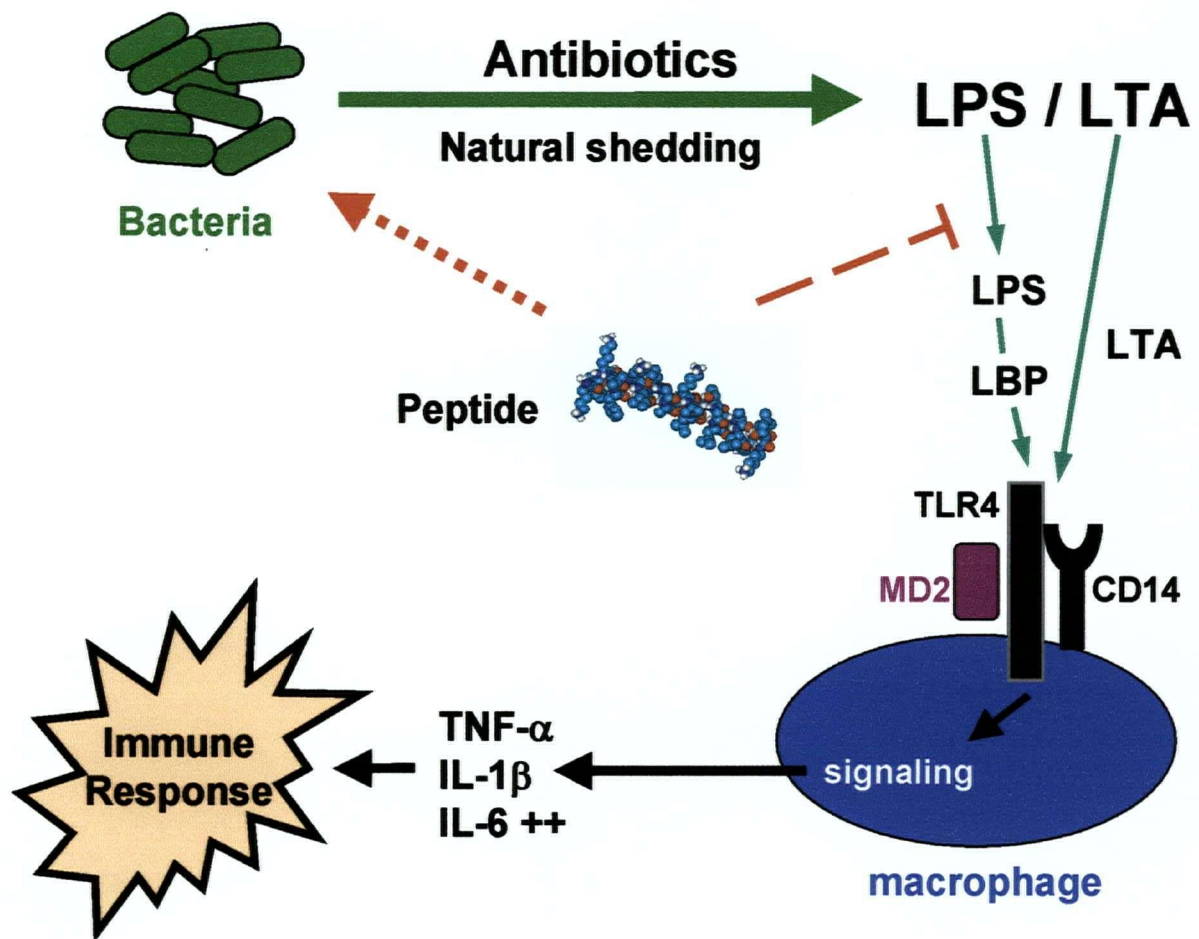 Antibiotics
LPS / LTA
Natural shedding
Bacteria
LPS
LTA
LBP
Peptide
TLR4
MD2
CD14
TNF-α
Immune
IL-1β
signaling
Response
IL-6 ++
macrophage